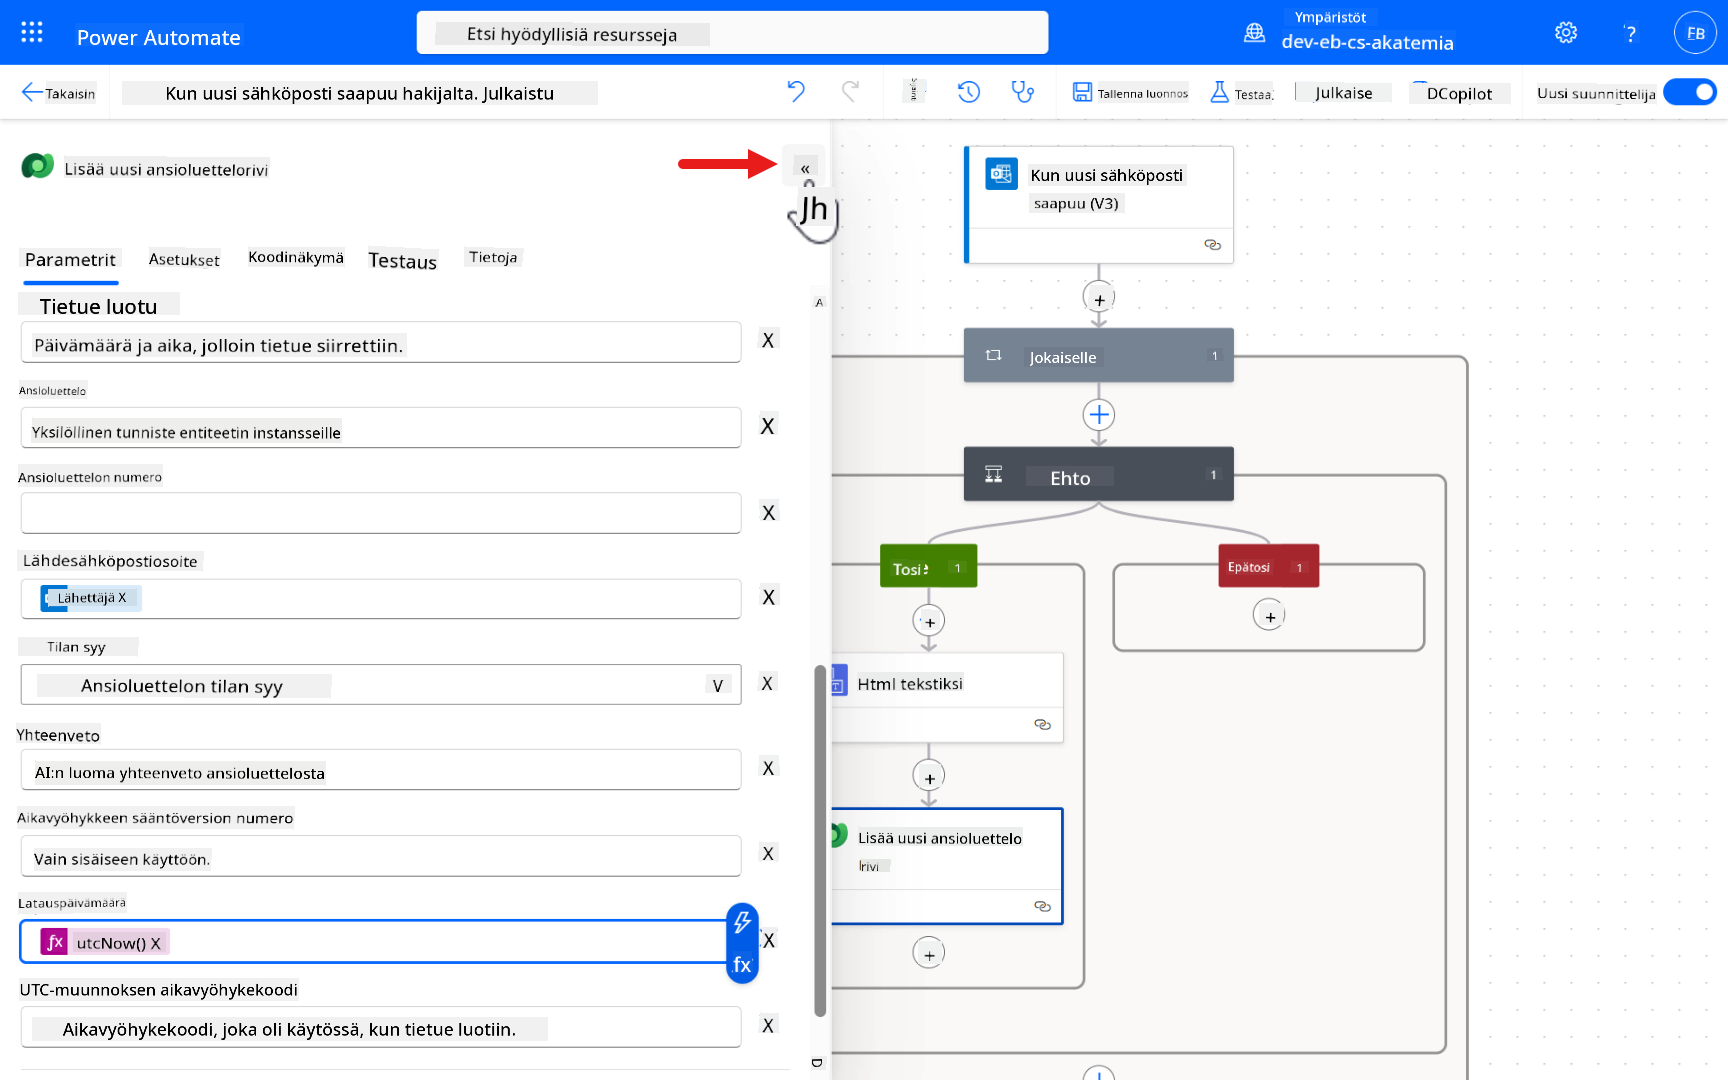 Power Automate
Etsi hyödyllisiä resursseja
Ympäristöt
dev-eb-cs-akatemia
?
FB
Takaisin
Kun uusi sähköposti saapuu hakijalta. Julkaistu
Tallenna luonnos
Testaa
Julkaise
DCopilot
Uusi suunnittelija
Lisää uusi ansioluettelorivi
«
Jh
Parametrit
Asetukset
Koodinäkymä
Testaus
Tietoja
Tietue luotu
Päivämäärä ja aika, jolloin tietue siirrettiin.
X
Ansioluettelo
Yksilöllinen tunniste entiteetin instansseille
X
Ansioluettelon numero
X
Lähdesähköpostiosoite
Lähettäjä X
X
Tilan syy
Ansioluettelon tilan syy
V
X
Yhteenveto
AI:n luoma yhteenveto ansioluettelosta
X
Aikavyöhykkeen sääntöversion numero
Vain sisäiseen käyttöön.
X
Latauspäivämäärä
fx
utcNow() X
fx
X
UTC-muunnoksen aikavyöhykekoodi
Aikavyöhykekoodi, joka oli käytössä, kun tietue luotiin.
X
A
D
Kun uusi sähköposti
saapuu (V3)
Jokaiselle
1
Ehto
1
Tosi
1
Epätosi
1
Html tekstiksi
Lisää uusi ansioluettelo
rivi